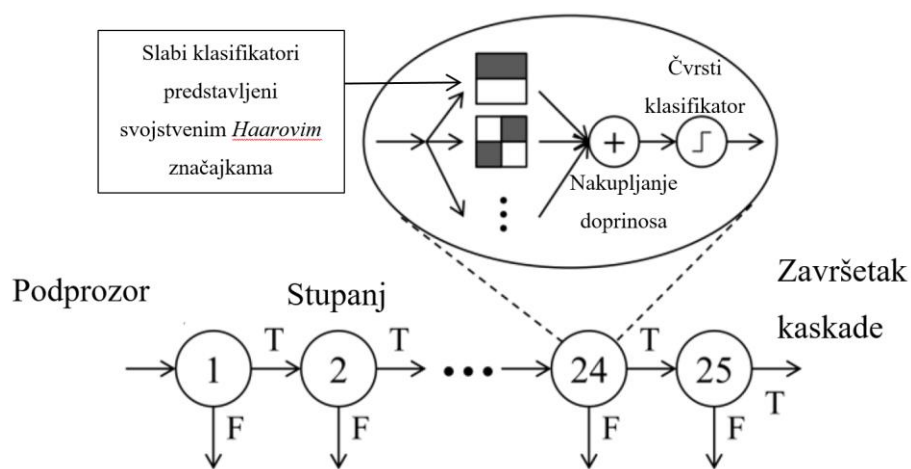 Slabi klasifikatori
predstavljeni
svojstvenim Haarovim
značajkama
Čvrsti
klasifikator
+
Nakupljanje
doprinosa
Podprozor
Stupanj
Završetak
kaskade
1 T 2 T 24 T 25 T
F F F F